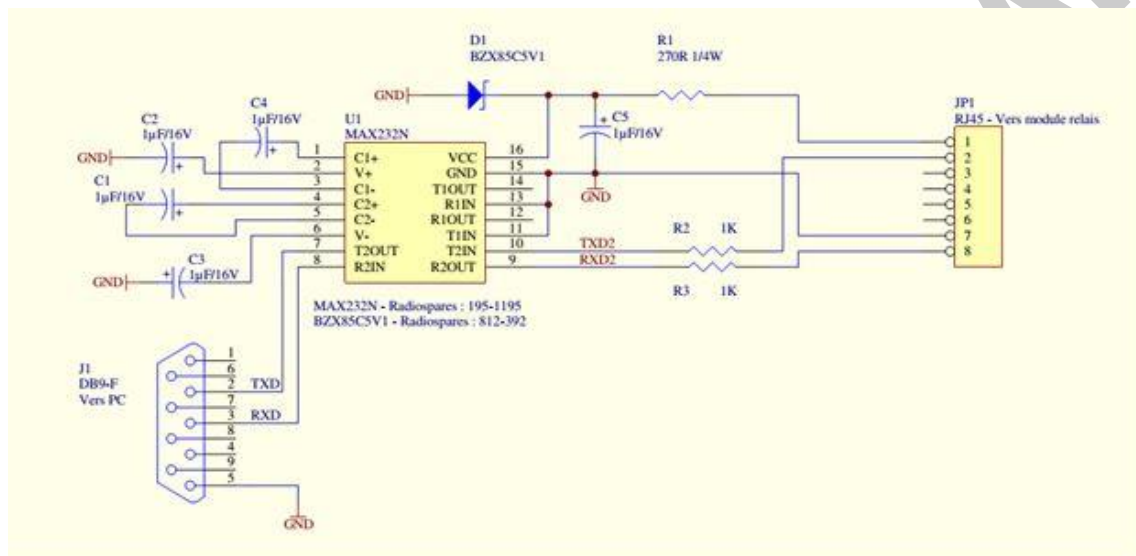 D1
BZX85C5V1
R1
270R 1/4W
GND
C5
1µF/16V
C4
1µF/16V
C2
1µF/16V
GND
C1
1µF/16V
C3
1µF/16V
GND
U1
MAX232N
1 C1+
2 V+
3 C1-
4 C2+
5 C2-
6 V-
7 T2OUT
8 R2IN
VCC 16
GND 15
T1OUT 14
R1IN 13
R1OUT 12
T1IN 11
T2IN 10
R2OUT 9
GND
TXD2
RXD2
R2 1K
R3 1K
JP1
RJ45 - Vers module relais
1
2
3
4
5
6
7
8
MAX232N - Radiospares : 195-1195
BZX85C5V1 - Radiospares : 812-392
J1
DB9-F
Vers PC
1
6
2
7
3
8
4
9
5
TXD
RXD
GND